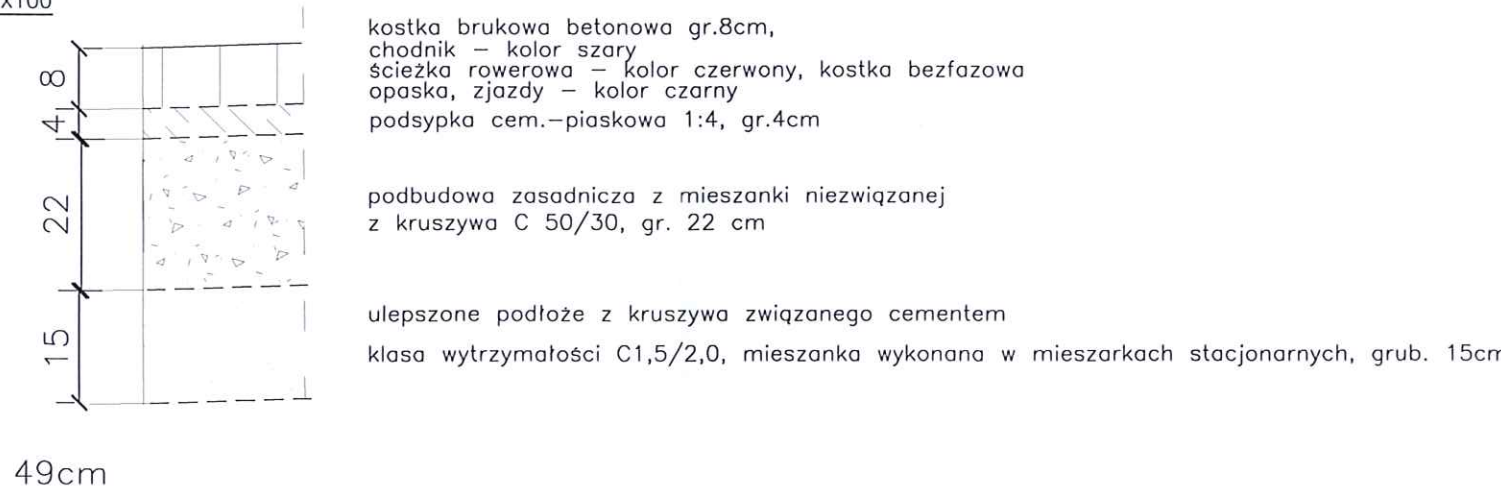 x100
8
kostka brukowa betonowa gr.8cm,
chodnik – kolor szary
ścieżka rowerowa – kolor czerwony, kostka bezfazowa
opaska, zjazdy – kolor czarny
4
podsypka cem.–piaskowa 1:4, gr.4cm
22
podbudowa zasadnicza z mieszanki niezwiązanej
z kruszywa C 50/30, gr. 22 cm
15
ulepszone podłoże z kruszywa związanego cementem
klasa wytrzymałości C1,5/2,0, mieszanka wykonana w mieszarkach stacjonarnych, grub. 15cm
49cm